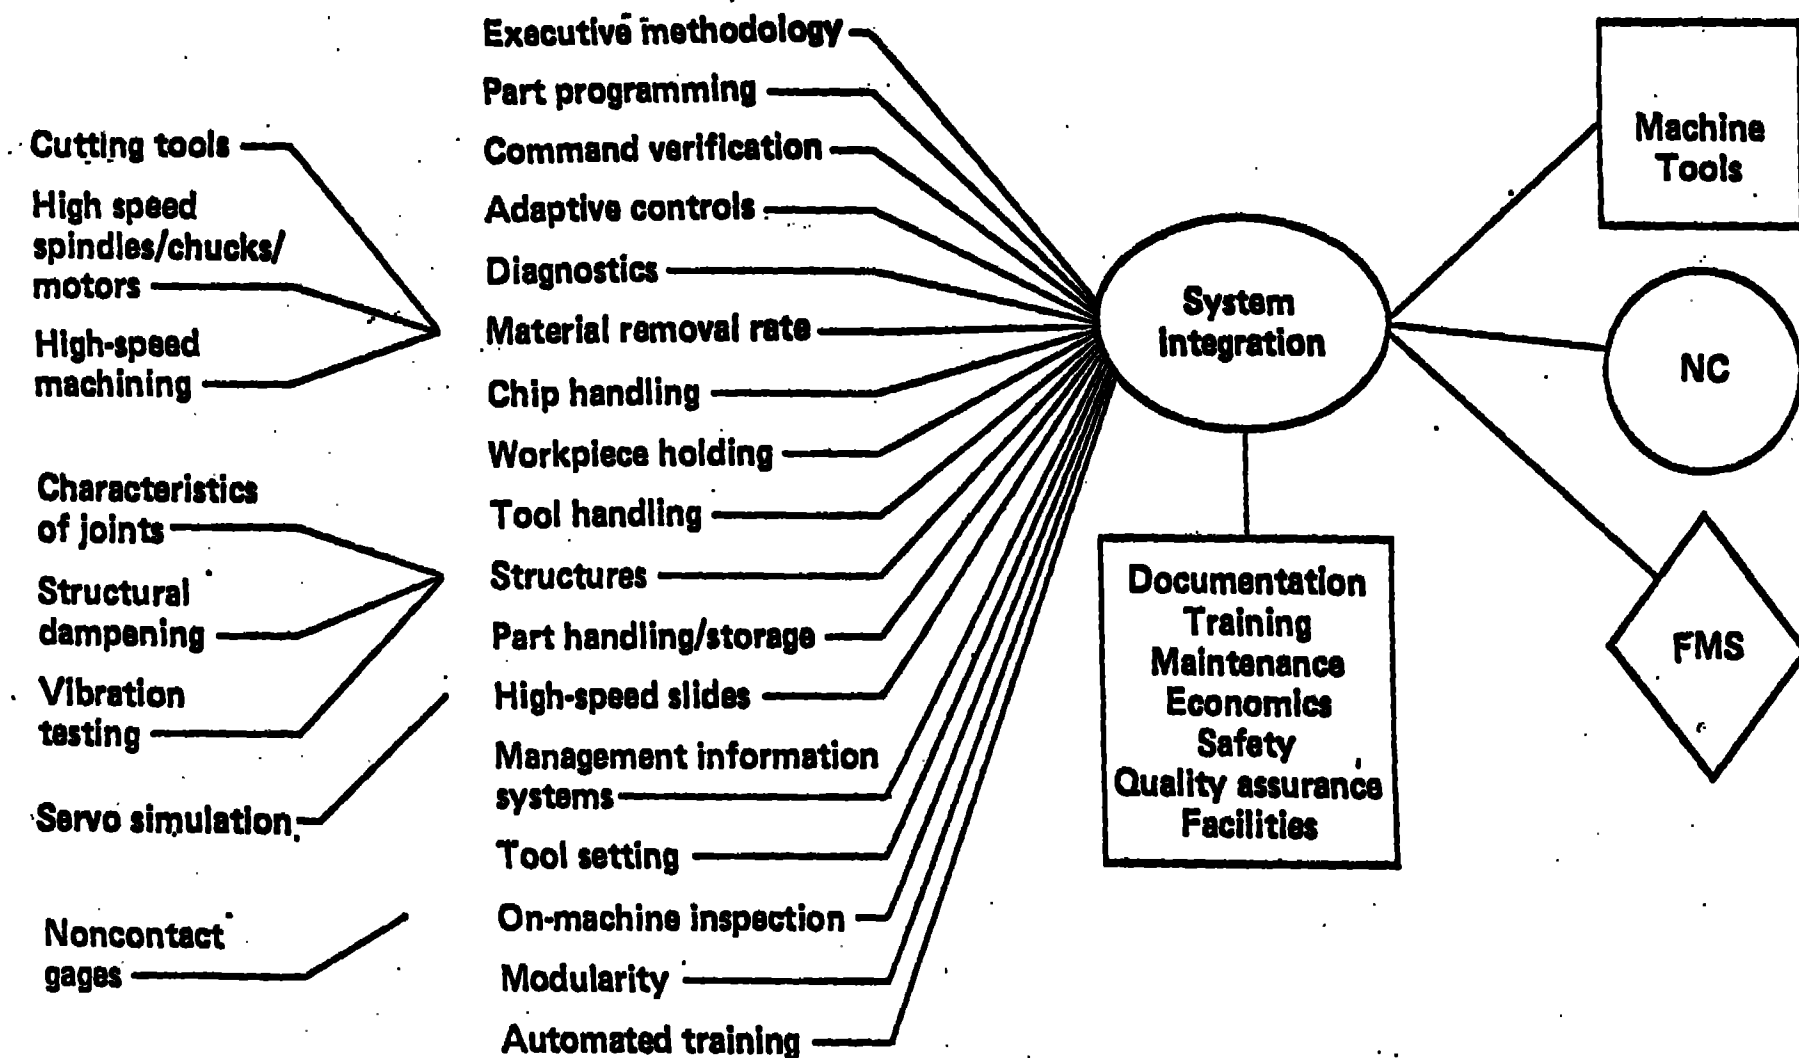 Cutting tools
High speed
spindles/chucks/
motors
High-speed
machining
Characteristics
of joints
Structural
dampening
Vibration
testing
Servo simulation
Noncontact
gages
Executive methodology
Part programming
Command verification
Adaptive controls
Diagnostics
Material removal rate
Chip handling
Workpiece holding
Tool handling
Structures
Part handling/storage
High-speed slides
Management information
systems
Tool setting
On-machine inspection
Modularity
Automated training
System
integration
Documentation
Training
Maintenance
Economics
Safety
Quality assurance
Facilities
Machine
Tools
NC
FMS